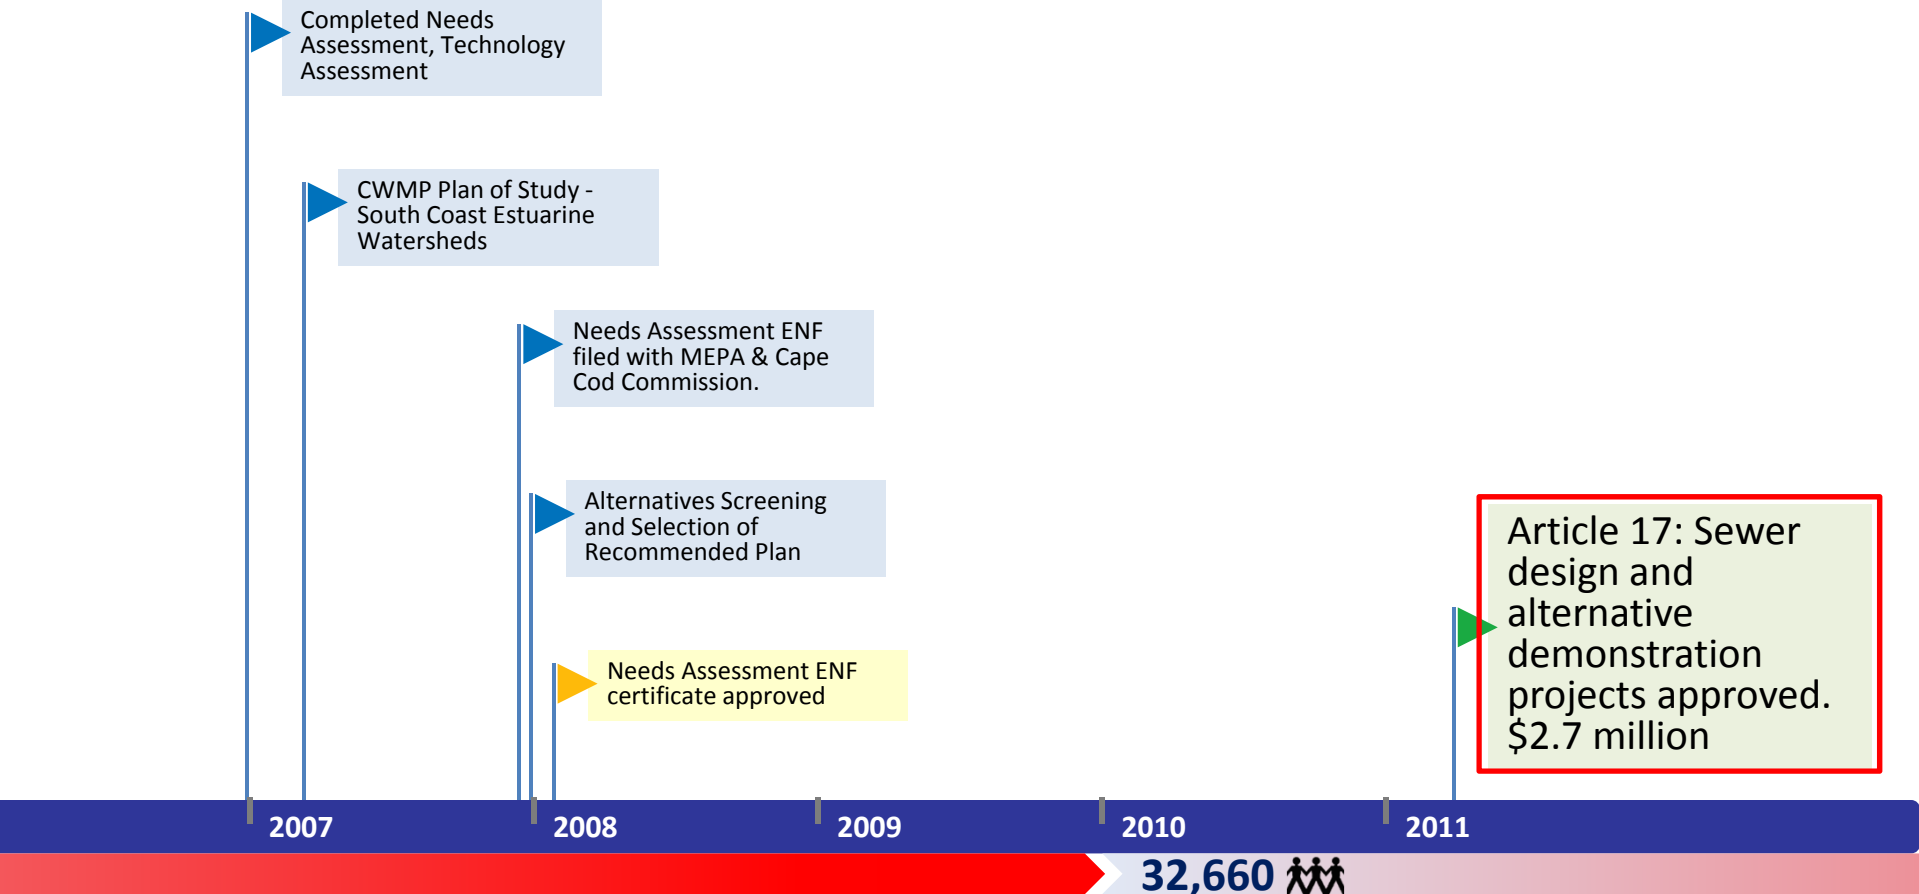 Completed Needs
Assessment, Technology
Assessment
CWMP Plan of Study -
South Coast Estuarine
Watersheds
Needs Assessment ENF
filed with MEPA & Cape
Cod Commission.
Alternatives Screening
and Selection of
Recommended Plan
Needs Assessment ENF
certificate approved
Article 17: Sewer
design and
alternative
demonstration
projects approved.
$2.7 million
2007
2008
2009
2010
2011
32,660